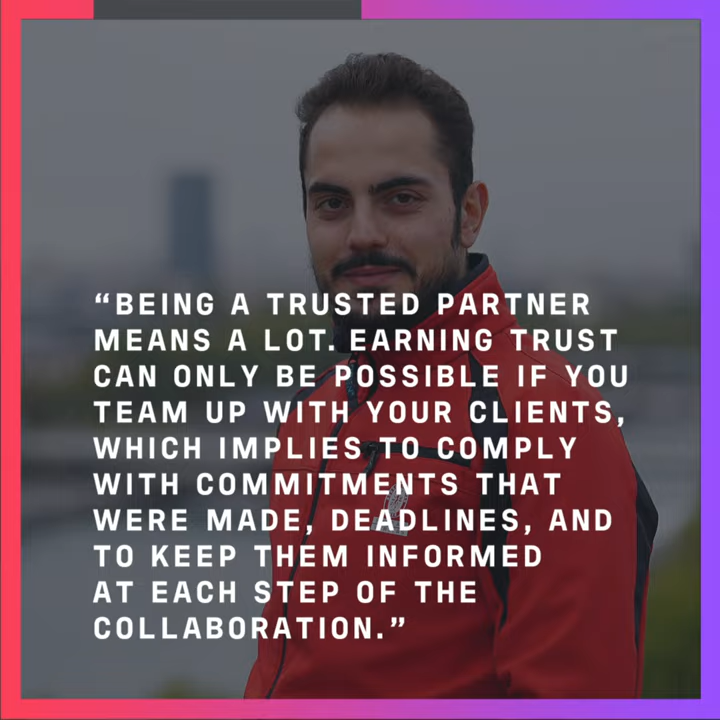 “BEING A TRUSTED PARTNER
MEANS A LOT. EARNING TRUST
CAN ONLY BE POSSIBLE IF YOU
TEAM UP WITH YOUR CLIENTS,
WHICH IMPLIES TO COMPLY
WITH COMMITMENTS THAT
WERE MADE, DEADLINES, AND
TO KEEP THEM INFORMED
AT EACH STEP OF THE
COLLABORATION.”